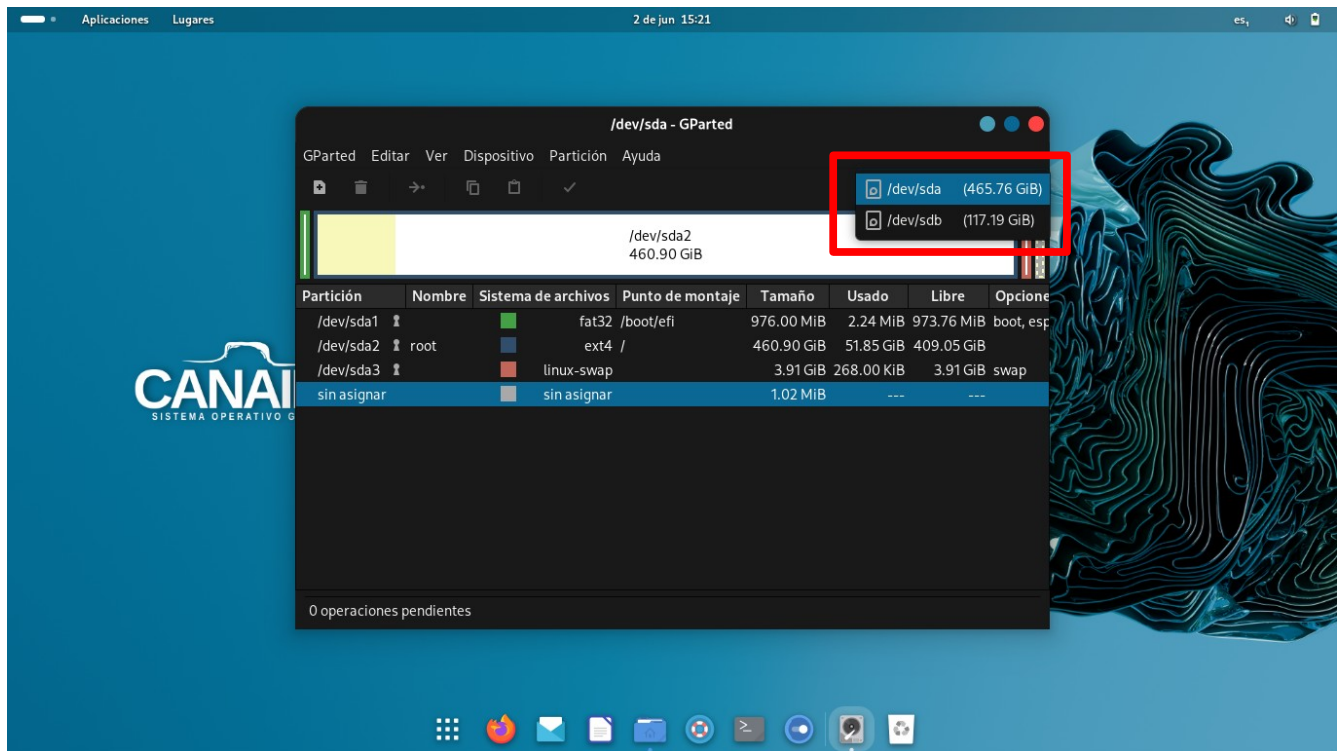 Aplicaciones Lugares 2 de jun 15:21 es₁
/dev/sda - GParted
GParted Editar Ver Dispositivo Partición Ayuda
/dev/sda (465.76 GiB)
/dev/sdb (117.19 GiB)
/dev/sda2
460.90 GiB
Partición Nombre Sistema de archivos Punto de montaje Tamaño Usado Libre Opcione
/dev/sda1 fat32 /boot/efi 976.00 MiB 2.24 MiB 973.76 MiB boot, esp
/dev/sda2 root ext4 / 460.90 GiB 51.85 GiB 409.05 GiB
/dev/sda3 linux-swap 3.91 GiB 268.00 KiB 3.91 GiB swap
sin asignar sin asignar 1.02 MiB --- ---
CANAI
SISTEMA OPERATIVO G
0 operaciones pendientes